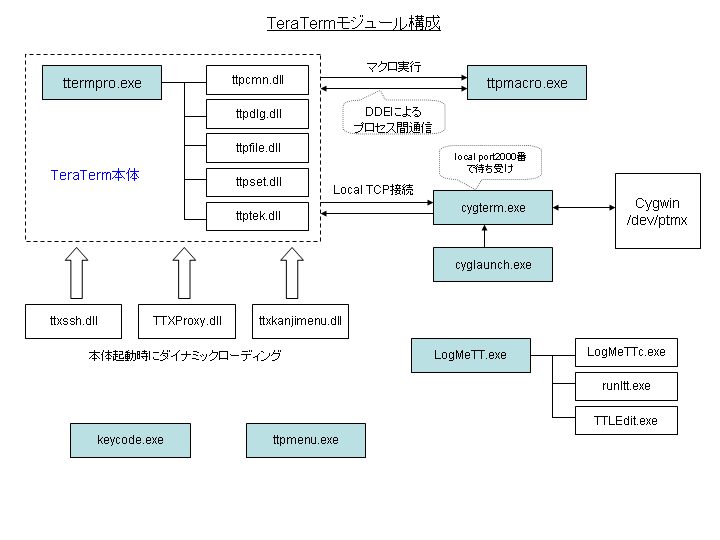 TeraTermモジュール構成
ttermpro.exe
ttpcmn.dll
ttpdlg.dll
ttpfile.dll
ttpset.dll
ttptek.dll
TeraTerm本体
マクロ実行
ttpmacro.exe
DDEによる
プロセス間通信
local port2000番
で待ち受け
Local TCP接続
cygterm.exe
Cygwin
/dev/ptmx
cyglaunch.exe
ttxssh.dll
TTXProxy.dll
ttxkanjimenu.dll
本体起動時にダイナミックローディング
LogMeTT.exe
LogMeTTc.exe
runltt.exe
TTLEdit.exe
keycode.exe
ttpmenu.exe